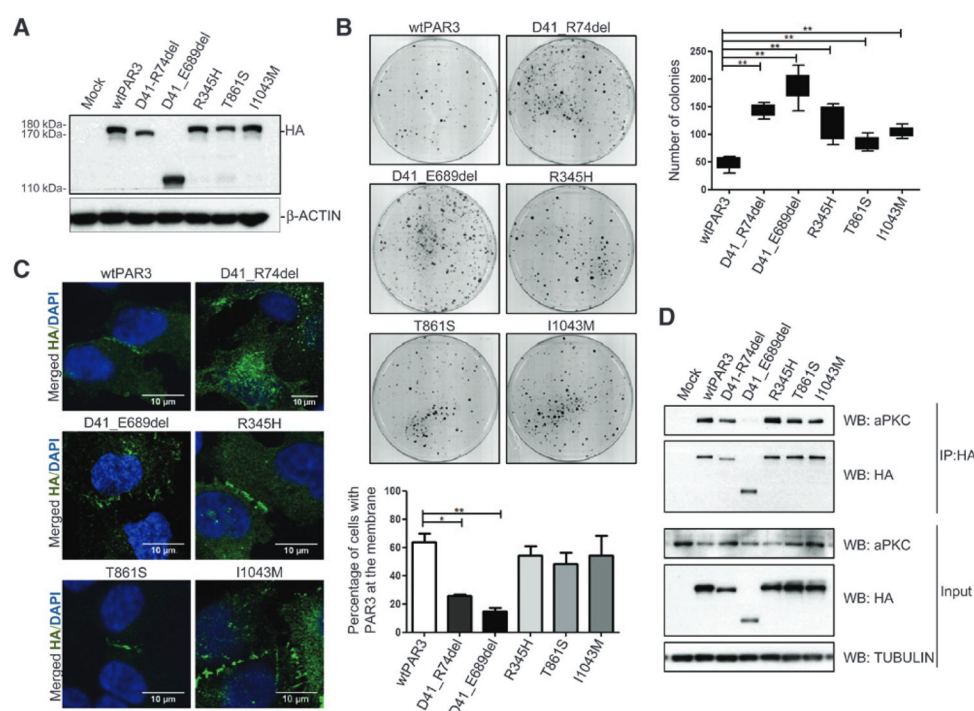 A
Mock
wtPAR3
D41-R74del
D41_E689del
R345H
T861S
I1043M
180 kDa-
170 kDa-
110 kDa-
-HA
-β-ACTIN
B
wtPAR3
D41_R74del
D41_E689del
R345H
T861S
I1043M
Number of colonies
250
200
150
100
50
0
**
**
**
**
**
wtPAR3
D41_R74del
D41_E689del
R345H
T861S
I1043M
Percentage of cells with
PAR3 at the membrane
100
80
60
40
20
0
*
**
wtPAR3
D41_R74del
D41_E689del
R345H
T861S
I1043M
C
wtPAR3
D41_R74del
Merged HA/DAPI
10 µm
10 µm
D41_E689del
R345H
Merged HA/DAPI
10 µm
10 µm
T861S
I1043M
Merged HA/DAPI
10 µm
10 µm
D
Mock
wtPAR3
D41-R74del
D41_E689del
R345H
T861S
I1043M
WB: aPKC
WB: HA
IP:HA
WB: aPKC
WB: HA
WB: TUBULIN
Input